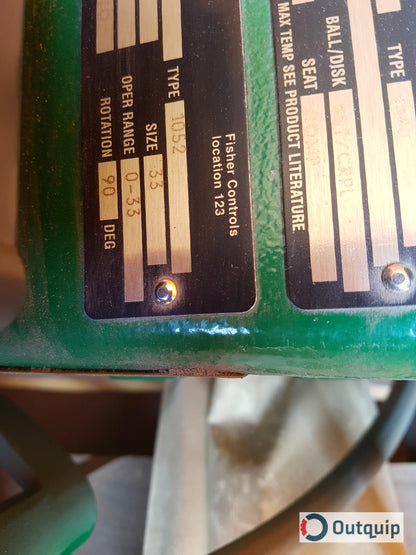 Fisher Controls
location 123
TYPE 1052
SIZE 33
OPER RANGE 0-33
ROTATION 90 DEG
BALL/DISK
SEAT
MAX TEMP SEE PRODUCT LITERATURE
Outquip